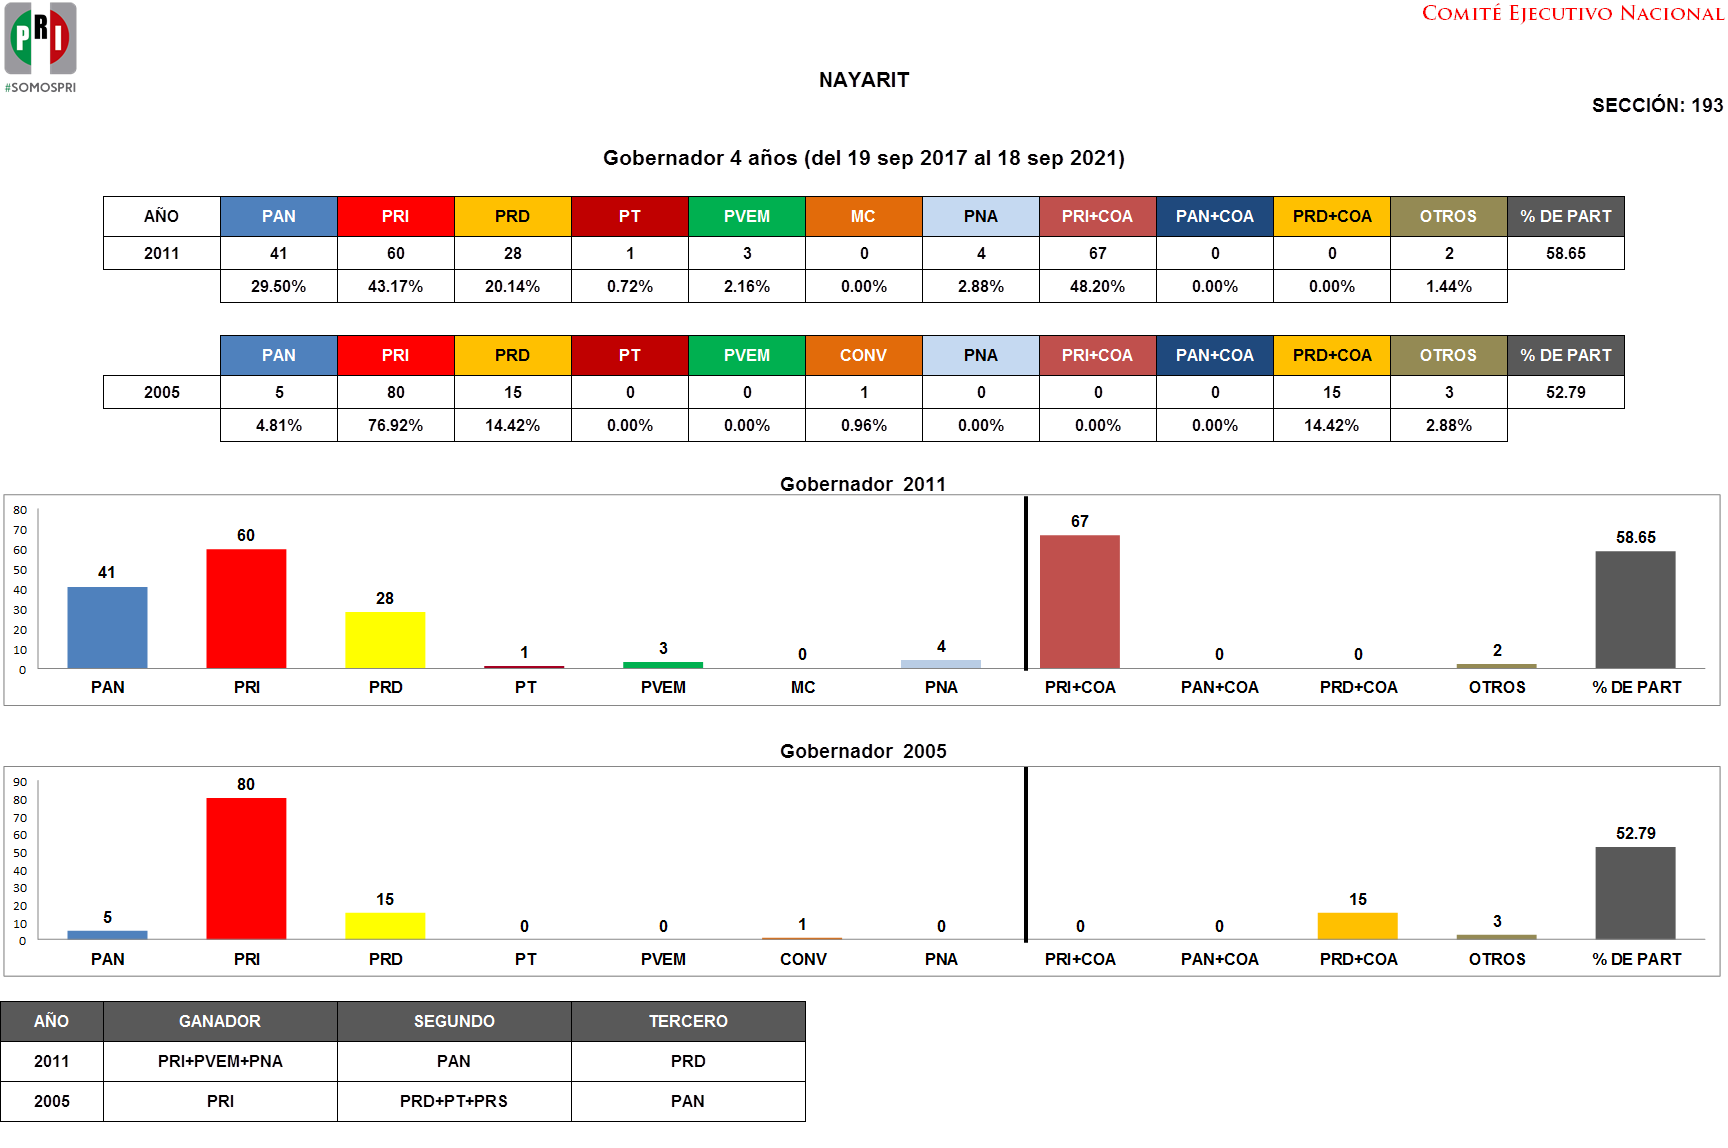 PRI
#SOMOSPRI
COMITÉ EJECUTIVO NACIONAL
NAYARIT
SECCIÓN: 193
Gobernador 4 años (del 19 sep 2017 al 18 sep 2021)
AÑO PAN PRI PRD PT PVEM MC PNA PRI+COA PAN+COA PRD+COA OTROS % DE PART
2011 41 60 28 1 3 0 4 67 0 0 2 58.65
29.50% 43.17% 20.14% 0.72% 2.16% 0.00% 2.88% 48.20% 0.00% 0.00% 1.44%
PAN PRI PRD PT PVEM CONV PNA PRI+COA PAN+COA PRD+COA OTROS % DE PART
2005 5 80 15 0 0 1 0 0 0 15 3 52.79
4.81% 76.92% 14.42% 0.00% 0.00% 0.96% 0.00% 0.00% 0.00% 14.42% 2.88%
Gobernador 2011
80
70
60
50
40
30
20
10
0
41 60 28 1 3 0 4 67 0 0 2 58.65
PAN PRI PRD PT PVEM MC PNA PRI+COA PAN+COA PRD+COA OTROS % DE PART
Gobernador 2005
90
80
70
60
50
40
30
20
10
0
5 80 15 0 0 1 0 0 0 15 3 52.79
PAN PRI PRD PT PVEM CONV PNA PRI+COA PAN+COA PRD+COA OTROS % DE PART
AÑO GANADOR SEGUNDO TERCERO
2011 PRI+PVEM+PNA PAN PRD
2005 PRI PRD+PT+PRS PAN